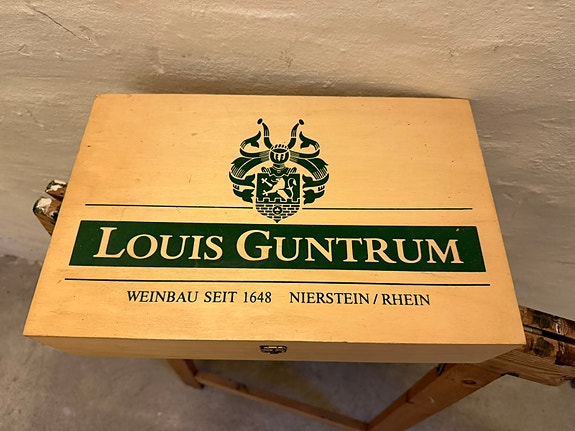 LOUIS GUNTRUM
WEINBAU SEIT 1648 NIERSTEIN / RHEIN